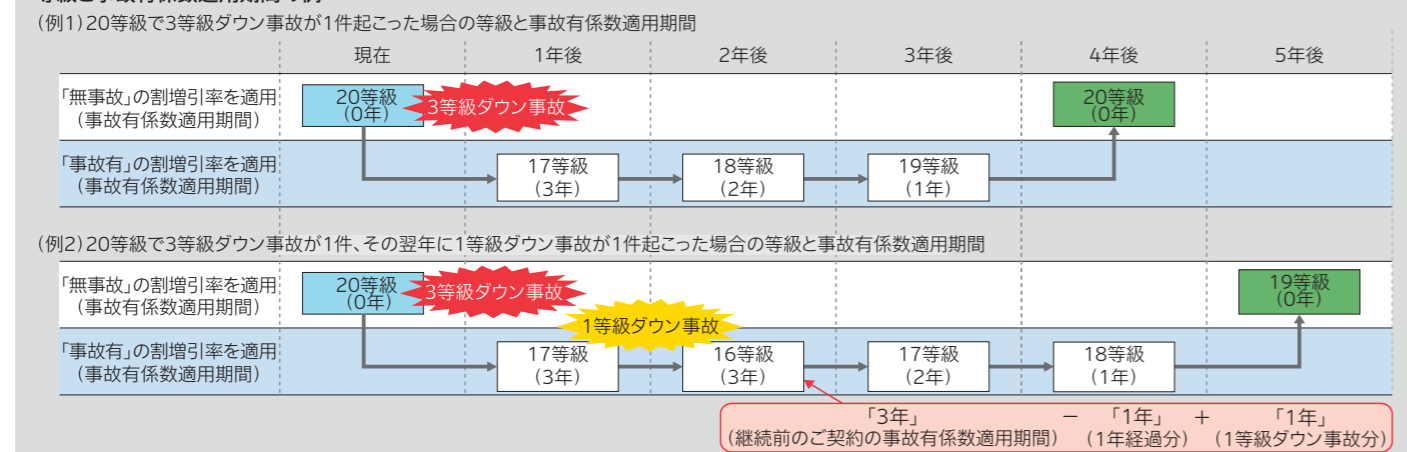 (例1)20等級で3等級ダウン事故が1件起こった場合の等級と事故有係数適用期間
現在 1年後 2年後 3年後 4年後 5年後
「無事故」の割増引率を適用
(事故有係数適用期間)
20等級
(0年)
3等級ダウン事故
20等級
(0年)
「事故有」の割増引率を適用
(事故有係数適用期間)
17等級
(3年)
18等級
(2年)
19等級
(1年)
(例2)20等級で3等級ダウン事故が1件、その翌年に1等級ダウン事故が1件起こった場合の等級と事故有係数適用期間
「無事故」の割増引率を適用
(事故有係数適用期間)
20等級
(0年)
3等級ダウン事故
1等級ダウン事故
19等級
(0年)
「事故有」の割増引率を適用
(事故有係数適用期間)
17等級
(3年)
16等級
(3年)
17等級
(2年)
18等級
(1年)
「3年」 − 「1年」 + 「1年」
(継続前のご契約の事故有係数適用期間) (1年経過分) (1等級ダウン事故分)